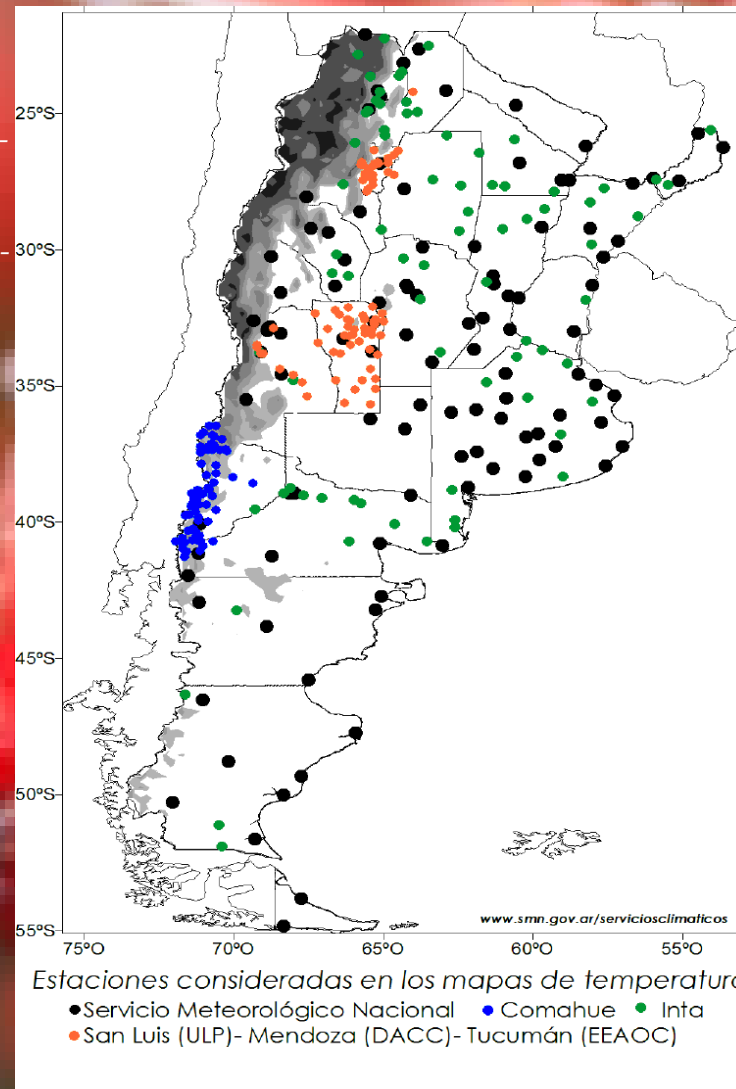 25°S
30°S
35°S
40°S
45°S
50°S
55°S
www.smn.gov.ar/serviciosclimaticos
75°O 70°O 65°O 60°O 55°O
Estaciones consideradas en los mapas de temperatura
Servicio Meteorológico Nacional Comahue Inta
San Luis (ULP)- Mendoza (DACC)- Tucumán (EEAOC)